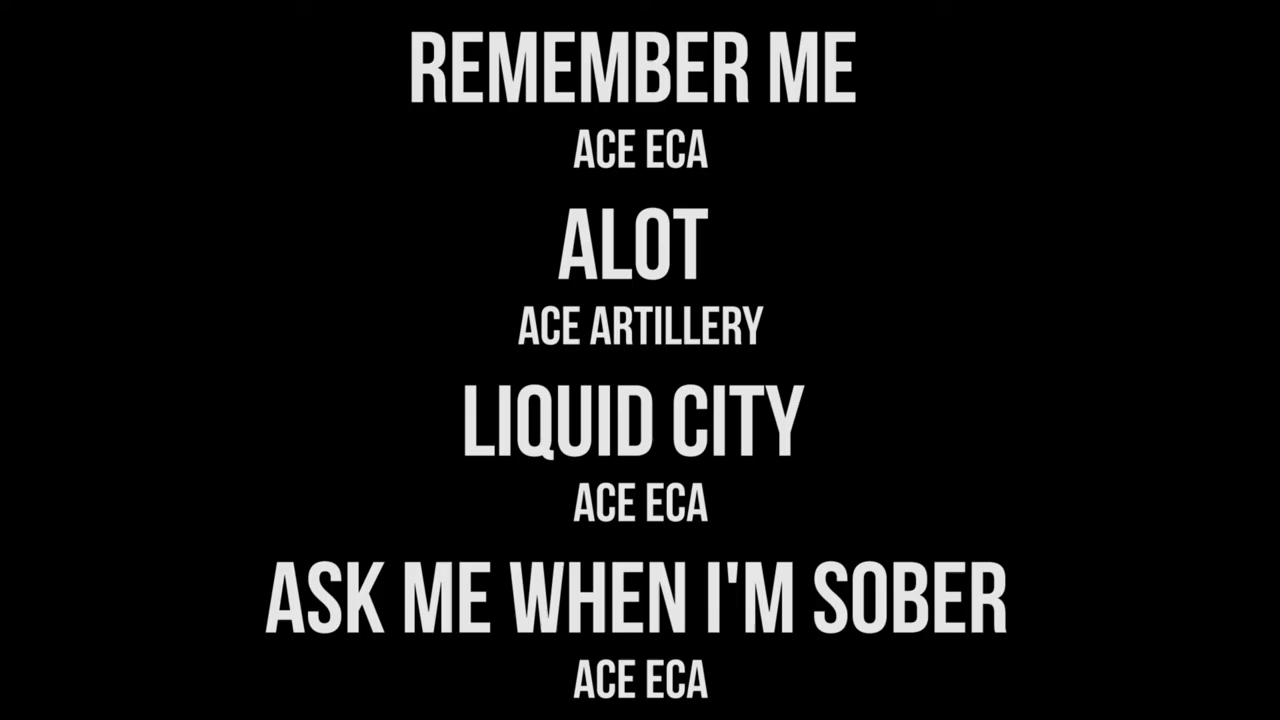 REMEMBER ME
ACE ECA
ALOT
ACE ARTILLERY
LIQUID CITY
ACE ECA
ASK ME WHEN I'M SOBER
ACE ECA